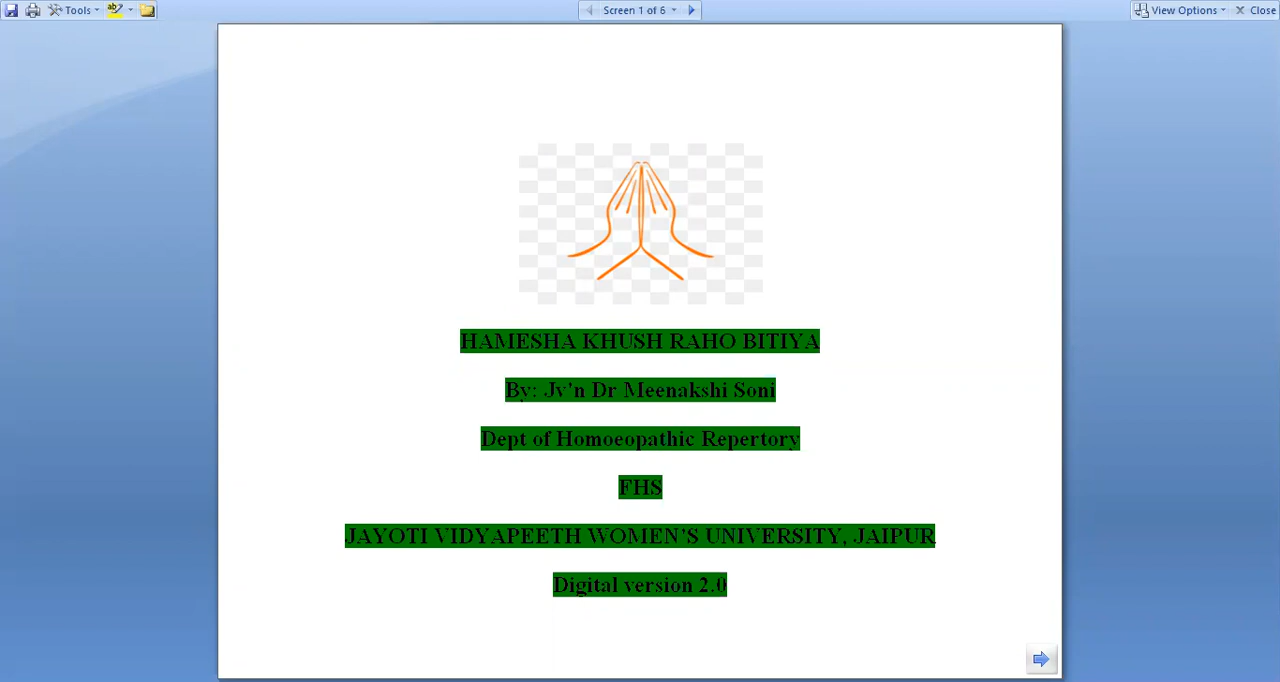 Tools
Screen 1 of 6
View Options
Close
HAMESHA KHUSH RAHO BITIYA
By: Jv'n Dr Meenakshi Soni
Dept of Homoeopathic Repertory
FHS
JAYOTI VIDYAPEETH WOMEN'S UNIVERSITY, JAIPUR
Digital version 2.0